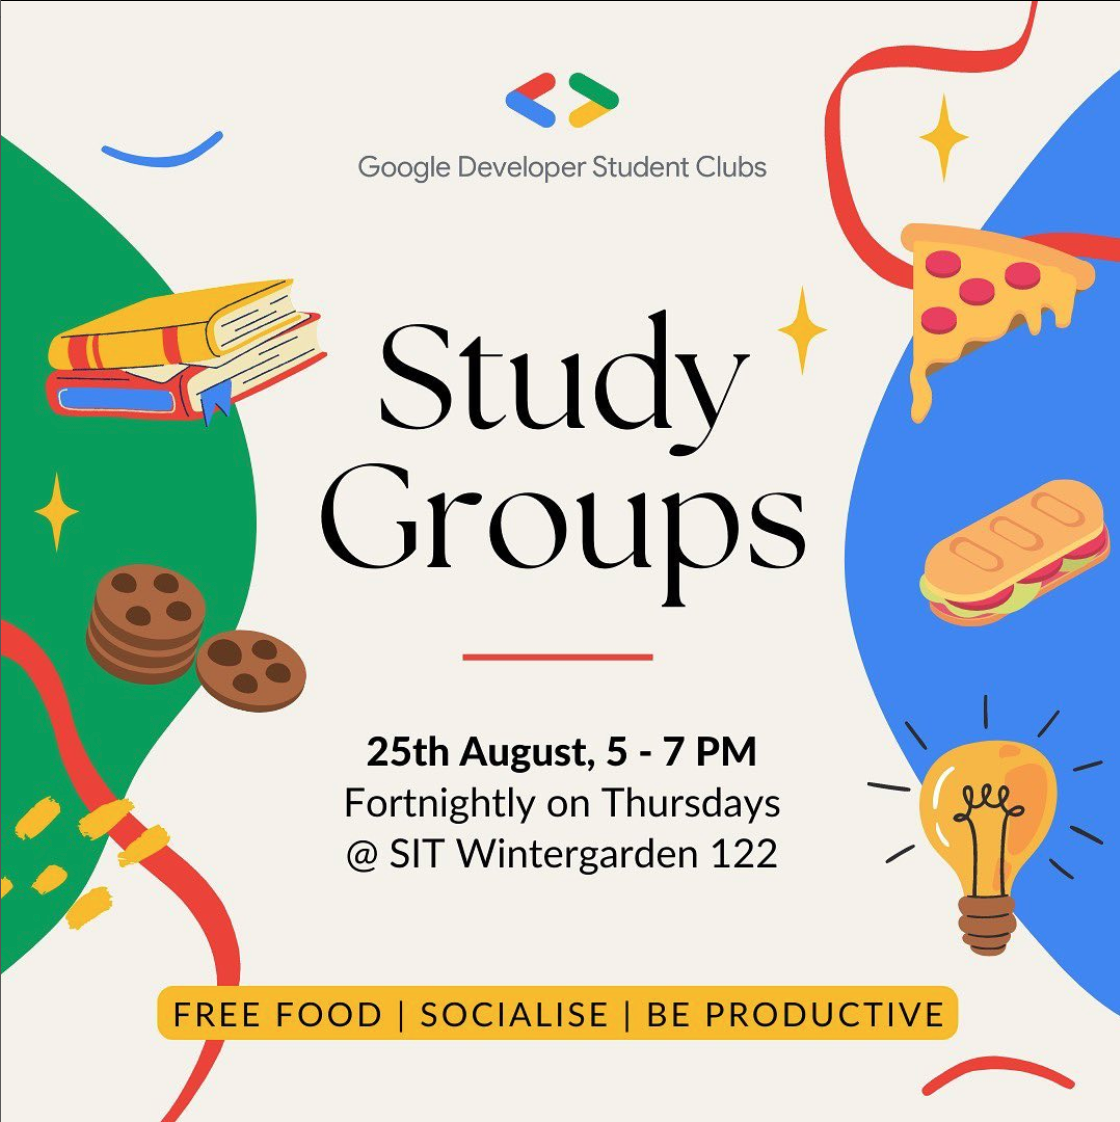 Google Developer Student Clubs
Study
Groups
25th August, 5 - 7 PM
Fortnightly on Thursdays
@ SIT Wintergarden 122
FREE FOOD | SOCIALISE | BE PRODUCTIVE